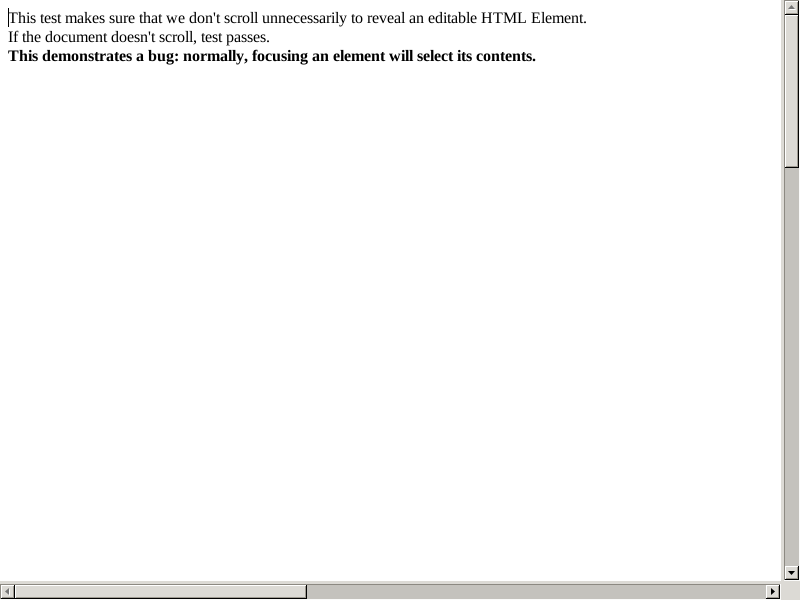 This test makes sure that we don't scroll unnecessarily to reveal an editable HTML Element.
If the document doesn't scroll, test passes.
This demonstrates a bug: normally, focusing an element will select its contents.